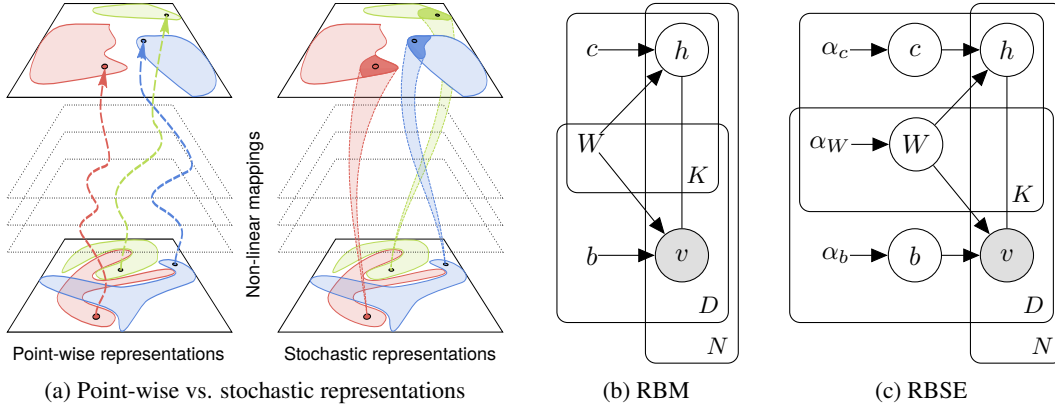 Non-linear mappings
Point-wise representations
Stochastic representations
(a) Point-wise vs. stochastic representations
c
h
W
K
b
v
D
N
(b) RBM
α_c
c
h
α_W
W
K
α_b
b
v
D
N
(c) RBSE